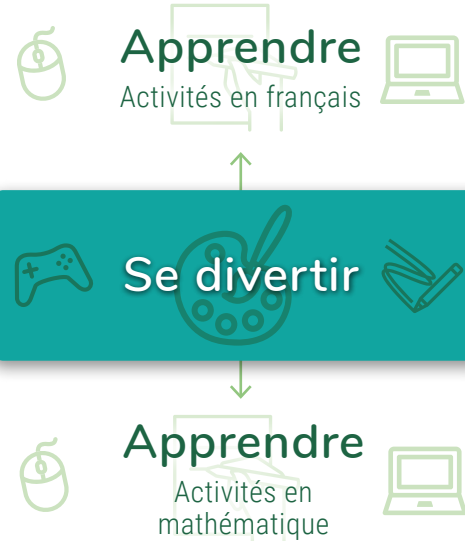 Apprendre
Activités en français
Se divertir
Apprendre
Activités en
mathématique